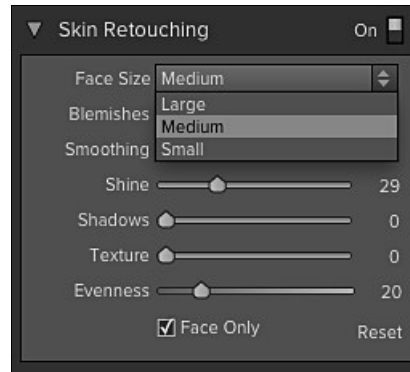 Skin Retouching On
Face Size Medium
Large
Blemishes
Medium
Smoothing Small
Shine 29
Shadows 0
Texture 0
Evenness 20
Face Only Reset